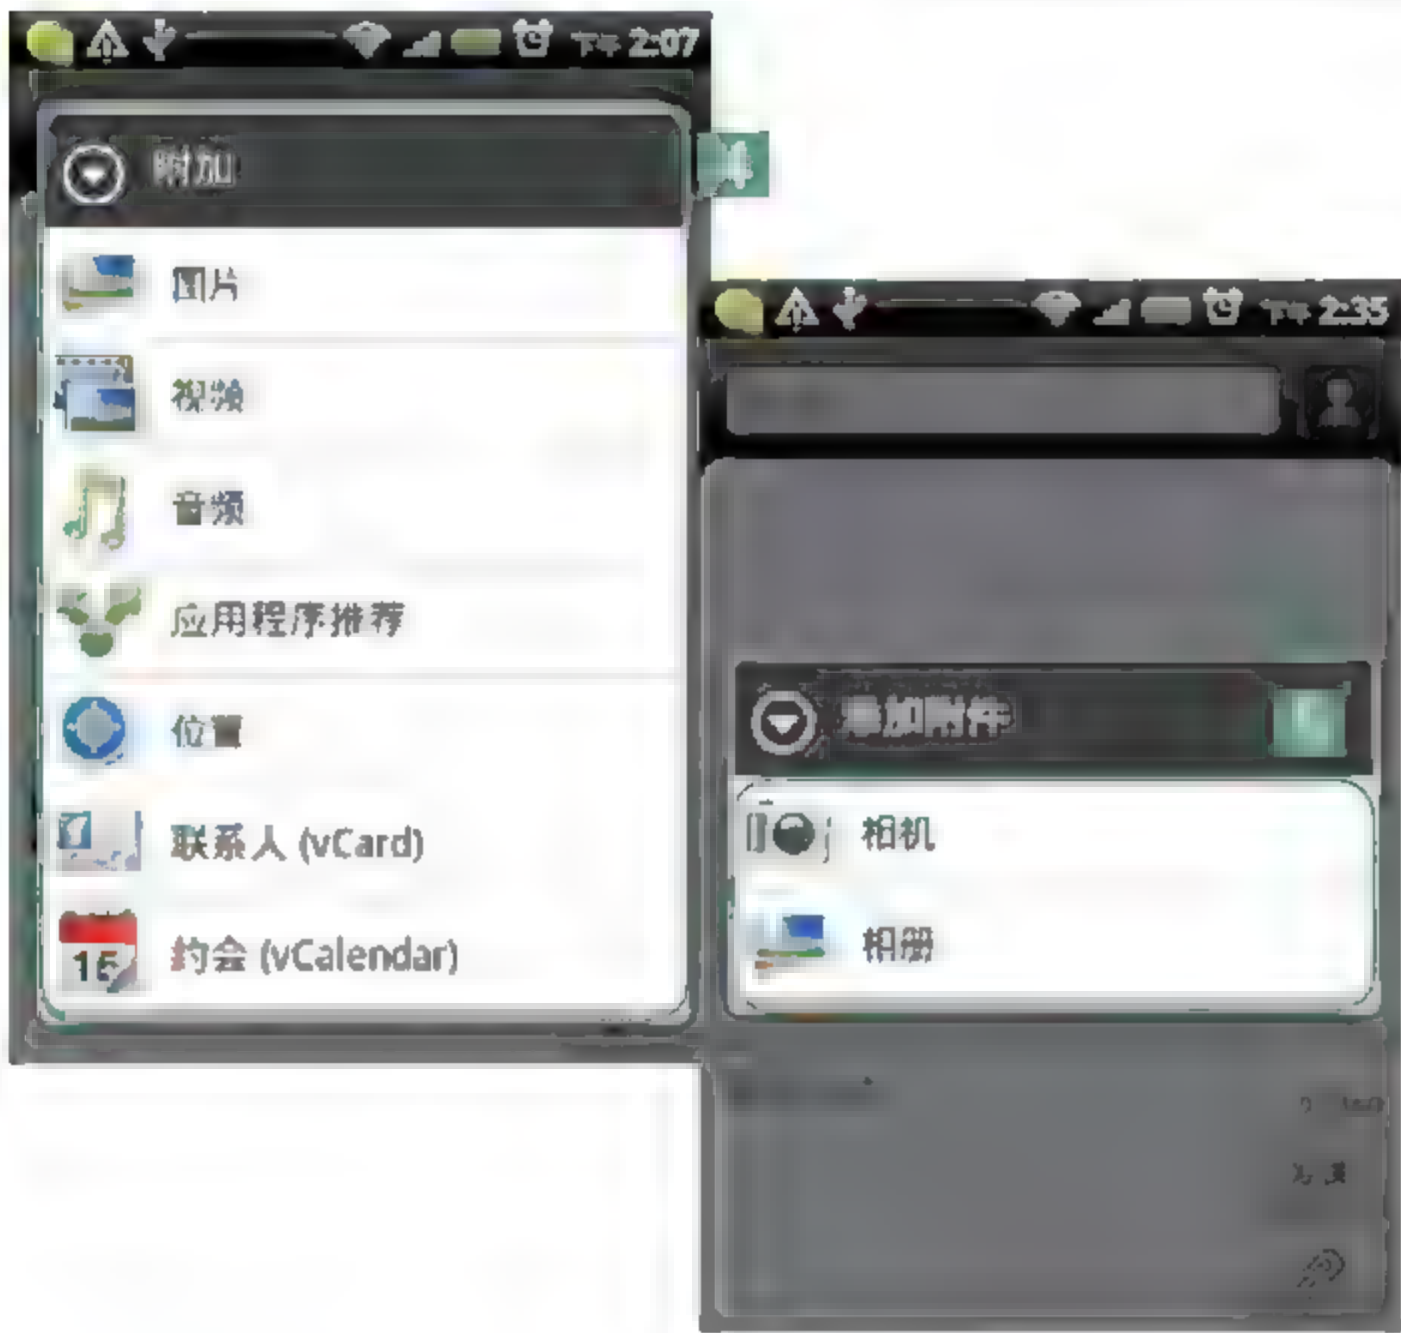 下午 2:07
附加
图片
视频
音频
应用程序推荐
位置
联系人 (vCard)
约会 (vCalendar)
下午 2:35
添加附件
相机
相册